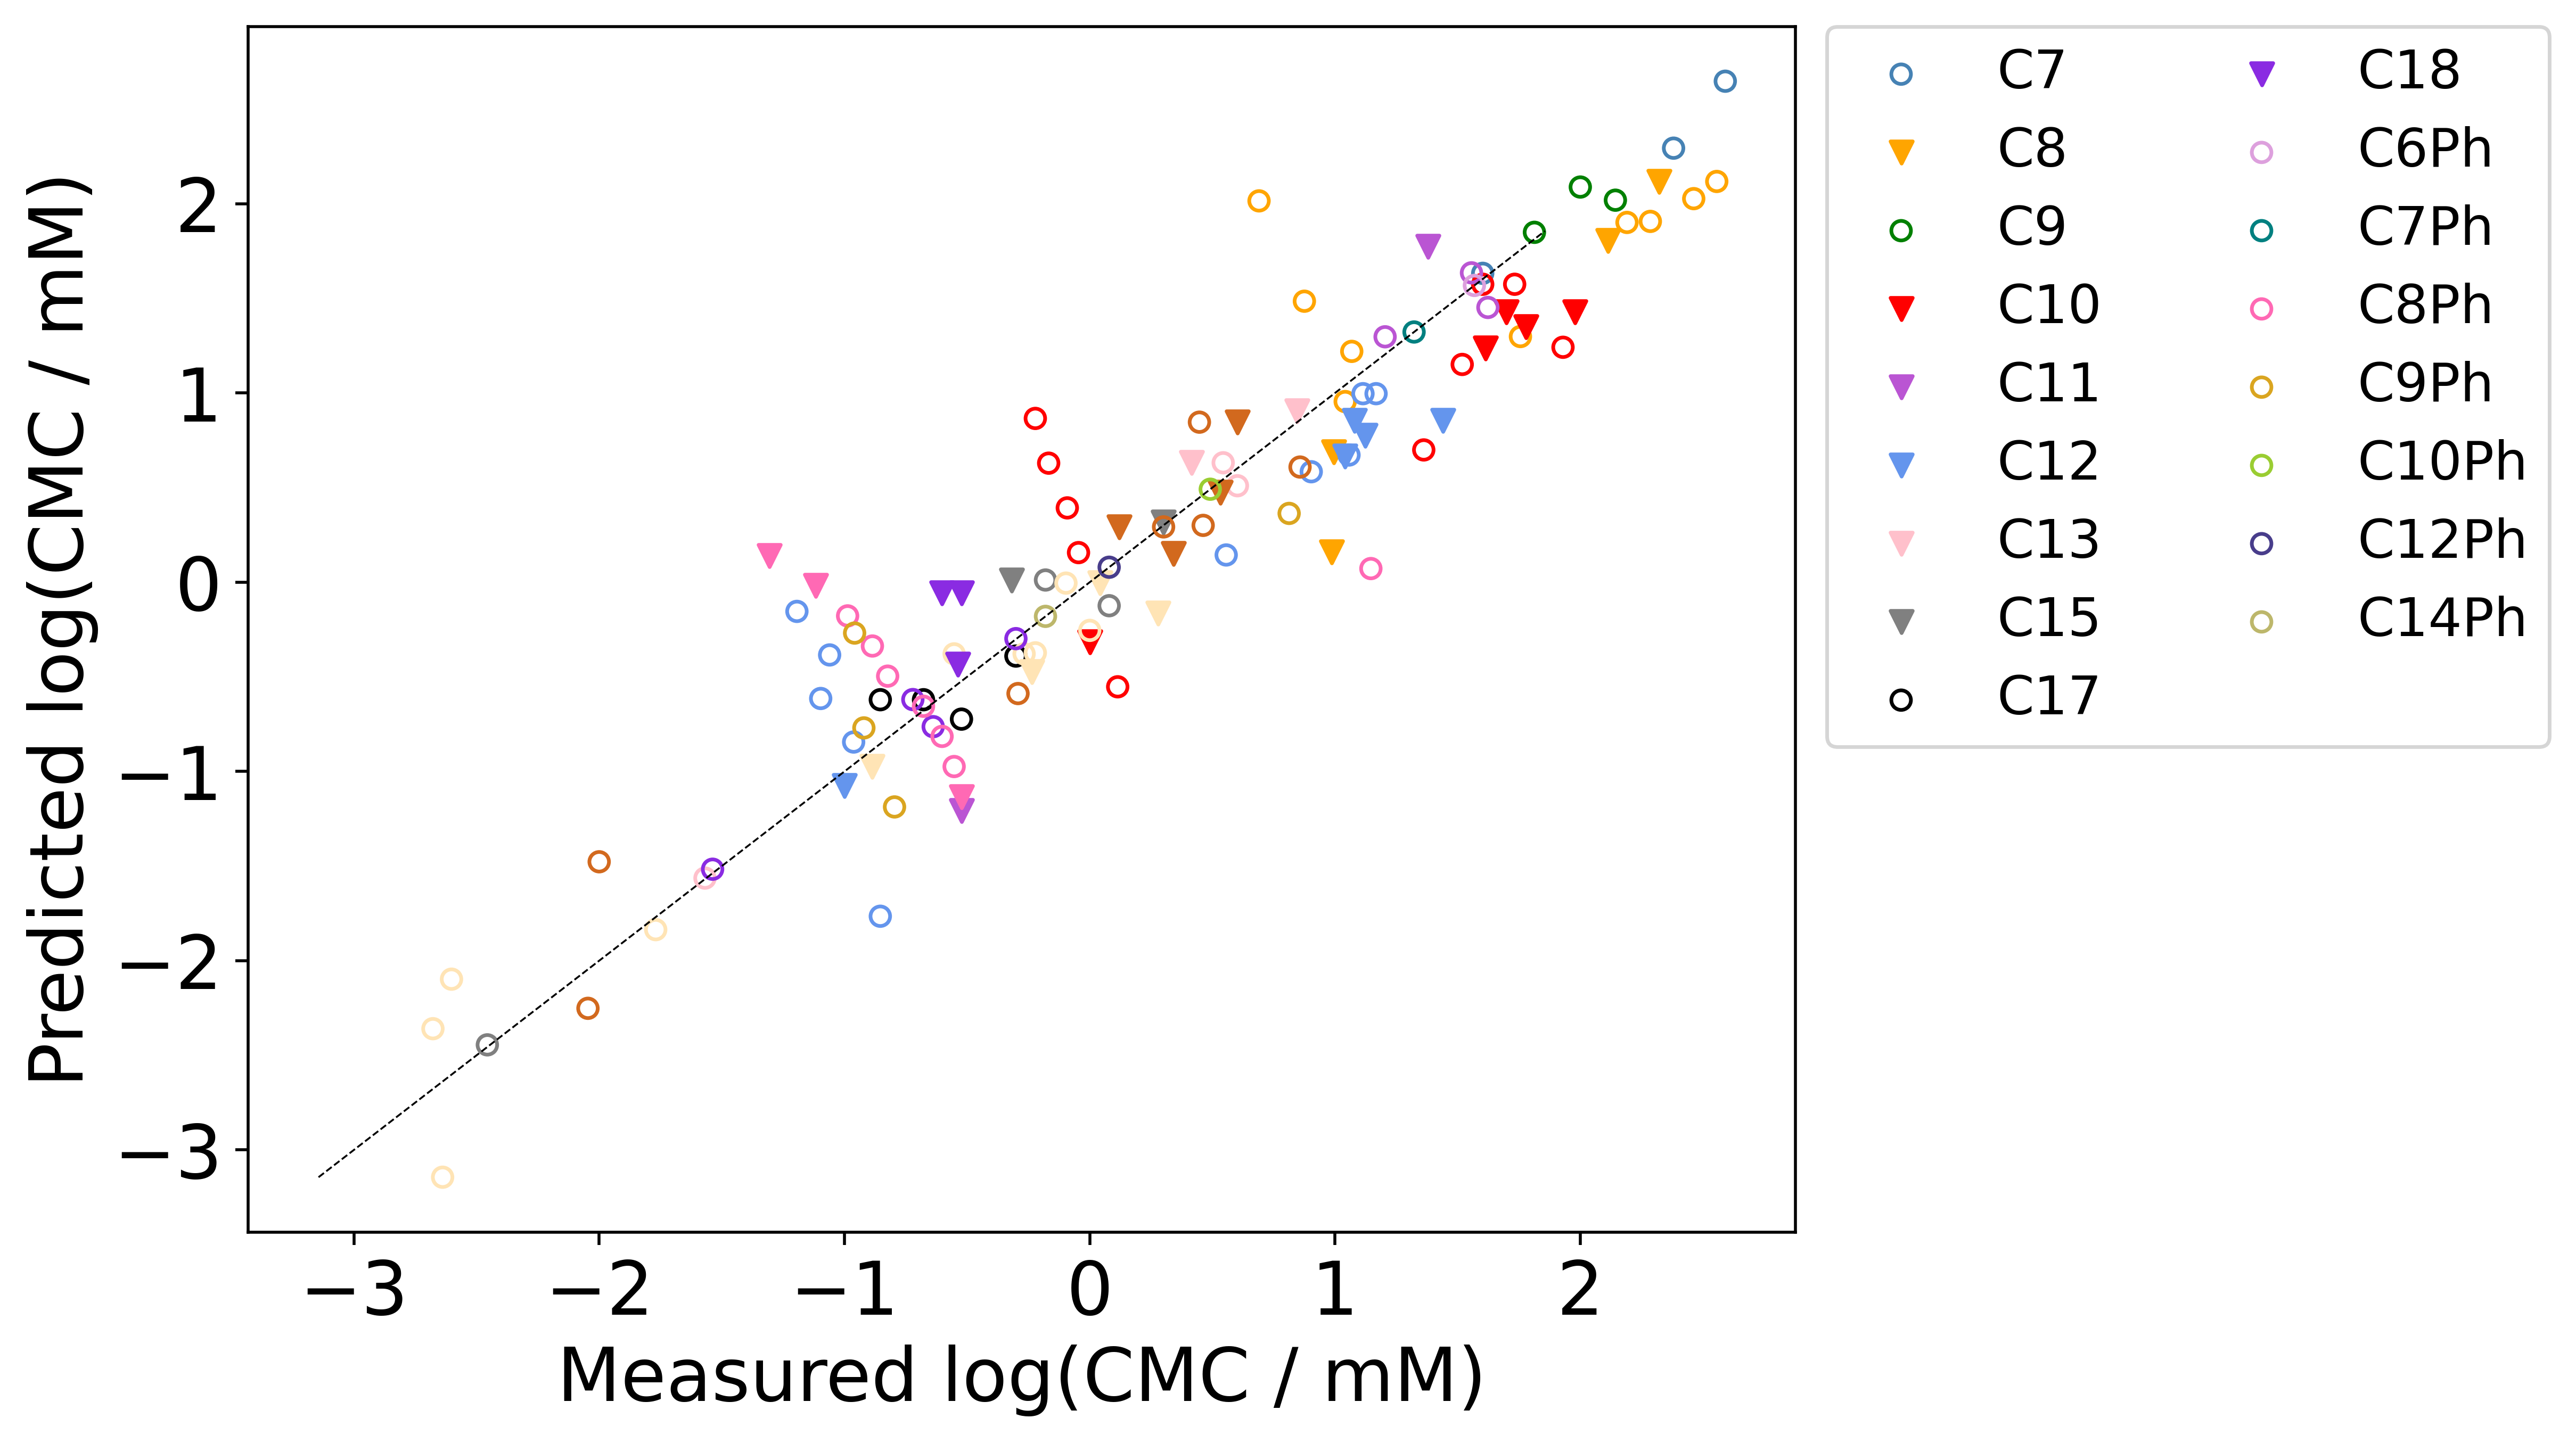 Predicted log(CMC / mM)
2
1
0
−1
−2
−3
−3 −2 −1 0 1 2
Measured log(CMC / mM)
C7
C8
C9
C10
C11
C12
C13
C15
C17
C18
C6Ph
C7Ph
C8Ph
C9Ph
C10Ph
C12Ph
C14Ph